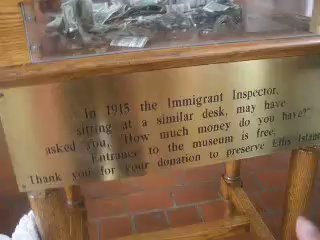 In 1915 the Immigrant Inspector,
sitting at a similar desk, may have
asked you, "How much money do you have?"
Entrance to the museum is free.
Thank you for your donation to preserve Ellis Island